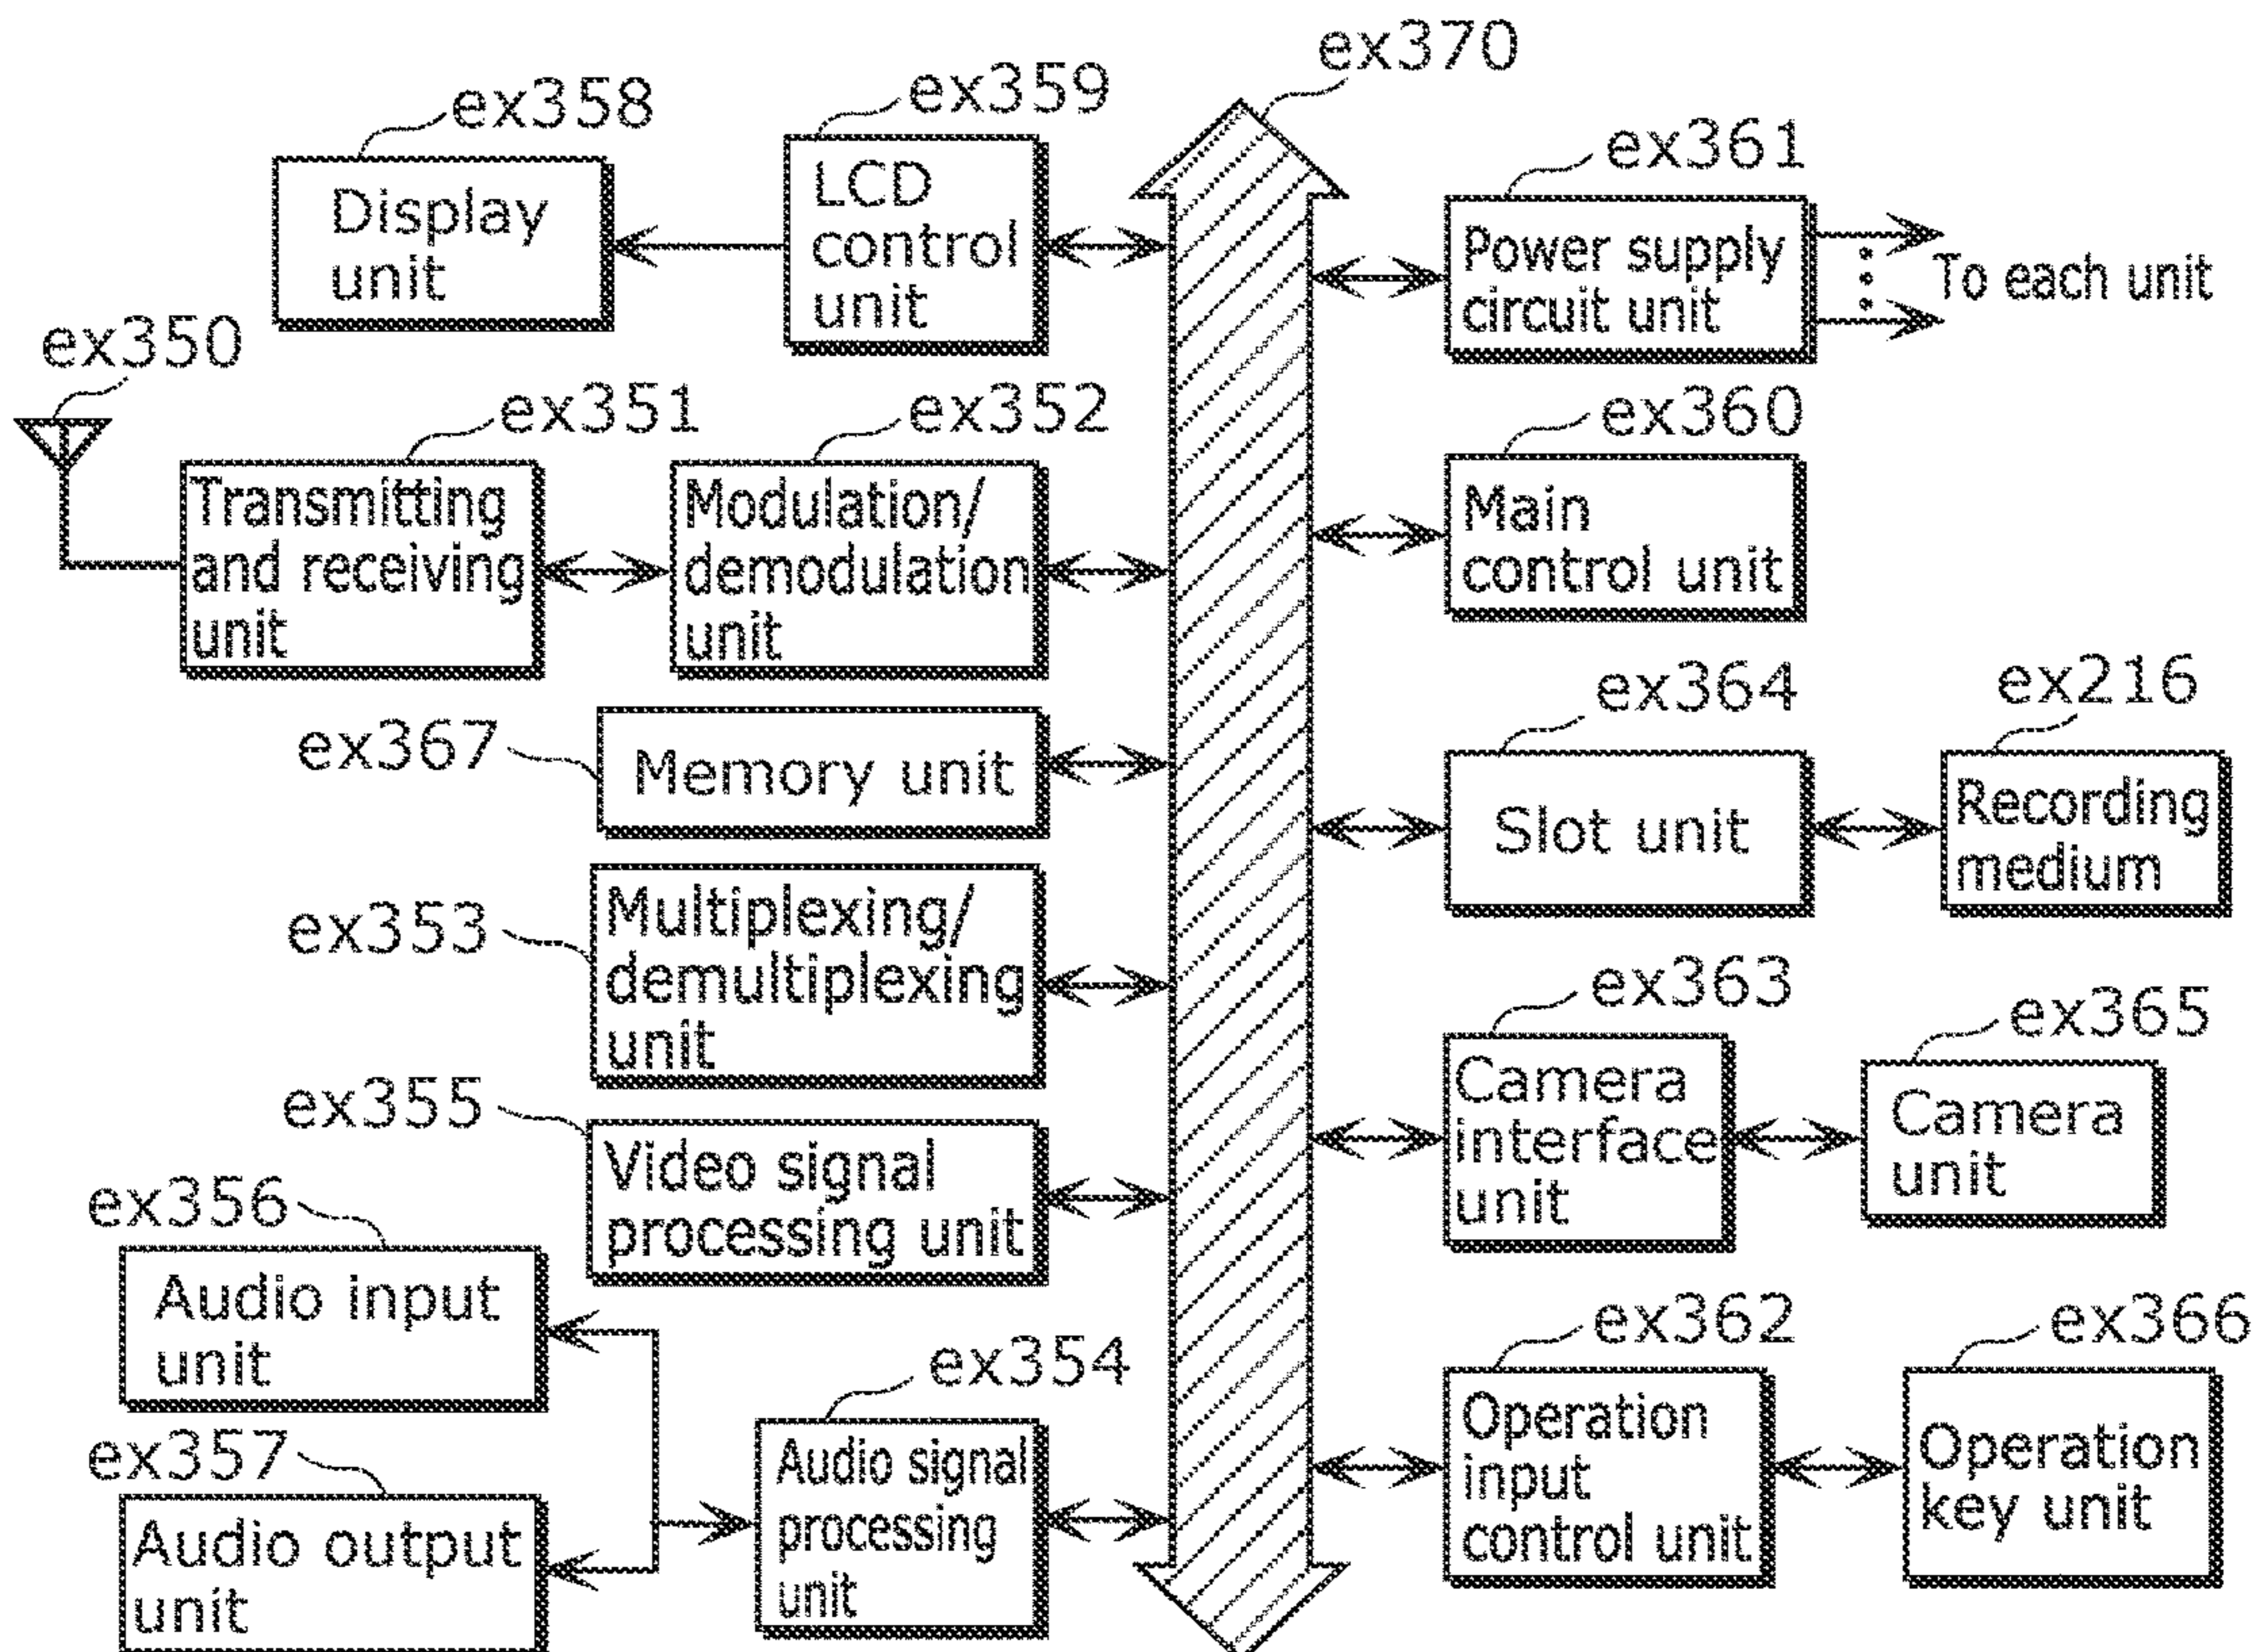 ex370
ex358
ex359
ex361
Display
unit
LCD
control
unit
Power supply
circuit unit
To each unit
ex350
ex351
ex352
ex360
Transmitting
and receiving
unit
Modulation/
demodulation
unit
Main
control unit
ex367
Memory unit
ex364
ex216
Slot unit
Recording
medium
ex353
Multiplexing/
demultiplexing
unit
ex363
ex365
Camera
interface
unit
Camera
unit
ex355
Video signal
processing unit
ex356
Audio input
unit
ex362
ex366
ex354
Operation
input
control unit
Operation
key unit
ex357
Audio output
unit
Audio signal
processing
unit